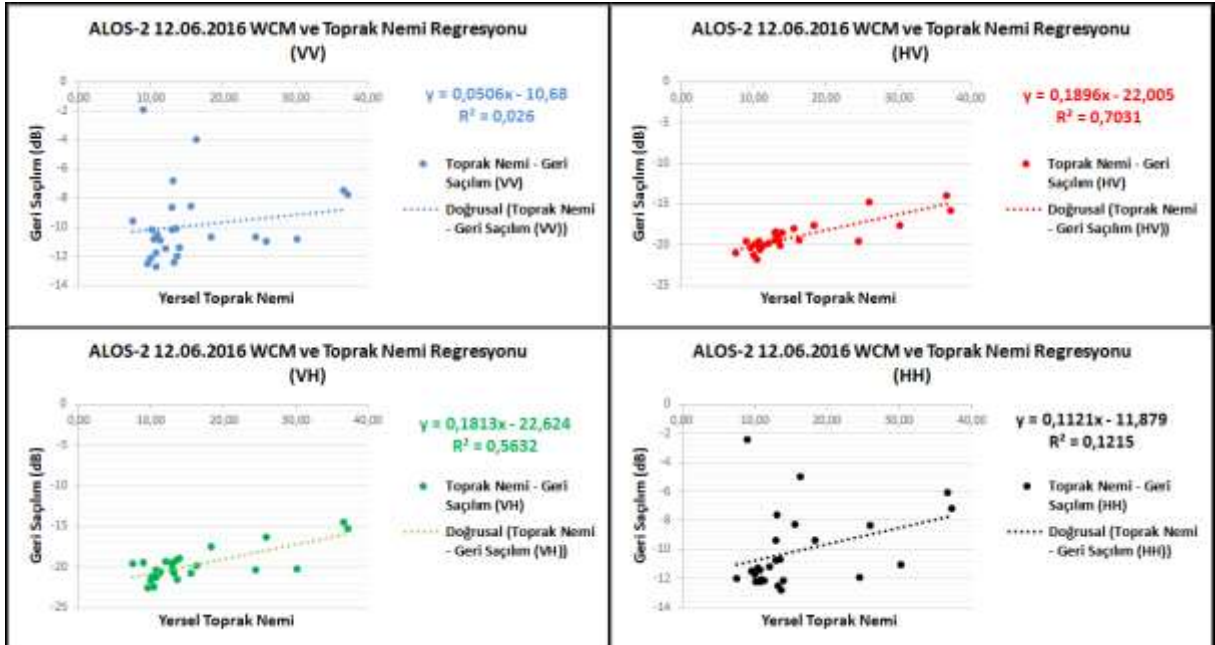 ALOS-2 12.06.2016 WCM ve Toprak Nemi Regresyonu
(VV)
0
0,00 10,00 20,00 30,00 40,00
-2
-4
-6
-8
-10
-12
-14
Geri Saçılım (dB)
Yersel Toprak Nemi
y = 0,0506x - 10,68
R² = 0,026
Toprak Nemi - Geri
Saçılım (VV)
Doğrusal (Toprak Nemi
- Geri Saçılım (VV))
ALOS-2 12.06.2016 WCM ve Toprak Nemi Regresyonu
(HV)
0
0,00 10,00 20,00 30,00 40,00
-5
-10
-15
-20
-25
Geri Saçılım (dB)
Yersel Toprak Nemi
y = 0,1896x - 22,005
R² = 0,7031
Toprak Nemi - Geri
Saçılım (HV)
Doğrusal (Toprak Nemi
- Geri Saçılım (HV))
ALOS-2 12.06.2016 WCM ve Toprak Nemi Regresyonu
(VH)
0
0,00 10,00 20,00 30,00 40,00
-5
-10
-15
-20
-25
Geri Saçılım (dB)
Yersel Toprak Nemi
y = 0,1813x - 22,624
R² = 0,5632
Toprak Nemi - Geri
Saçılım (VH)
Doğrusal (Toprak Nemi
- Geri Saçılım (VH))
ALOS-2 12.06.2016 WCM ve Toprak Nemi Regresyonu
(HH)
0
0,00 10,00 20,00 30,00 40,00
-2
-4
-6
-8
-10
-12
-14
Geri Saçılım (dB)
Yersel Toprak Nemi
y = 0,1121x - 11,879
R² = 0,1215
Toprak Nemi - Geri
Saçılım (HH)
Doğrusal (Toprak Nemi
- Geri Saçılım (HH))